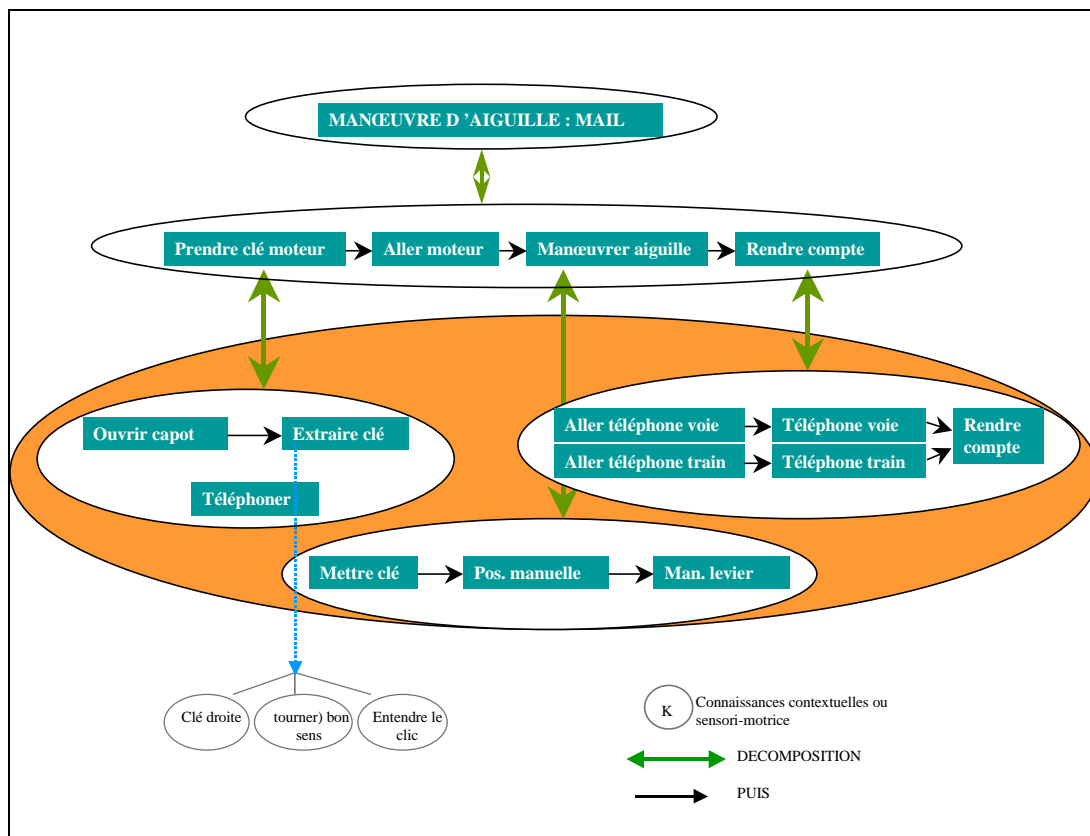 MANŒUVRE D ’AIGUILLE : MAIL
Prendre clé moteur
Aller moteur
Manœuvrer aiguille
Rendre compte
Ouvrir capot
Extraire clé
Téléphoner
Aller téléphone voie
Téléphone voie
Aller téléphone train
Téléphone train
Rendre
compte
Mettre clé
Pos. manuelle
Man. levier
Clé droite
tourner) bon
sens
Entendre le
clic
K
Connaissances contextuelles ou
sensori-motrice
DECOMPOSITION
PUIS